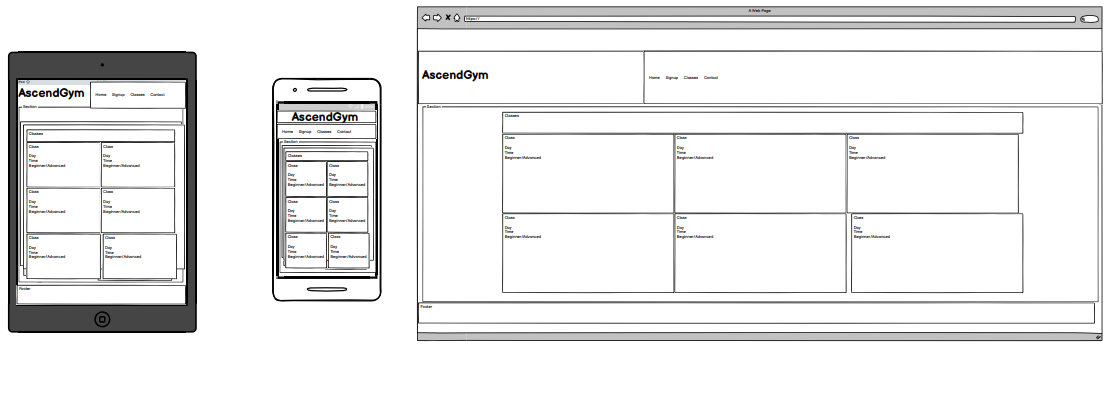 AscendGym
Home Signup Classes Contact
Section
Classes
Class
Day
Time
Beginner/Advanced
Class
Day
Time
Beginner/Advanced
Class
Day
Time
Beginner/Advanced
Class
Day
Time
Beginner/Advanced
Class
Day
Time
Beginner/Advanced
Class
Day
Time
Beginner/Advanced
Footer
AscendGym
Home Signup Classes Contact
Section
Classes
Class
Day
Time
Beginner/Advanced
Class
Day
Time
Beginner/Advanced
Class
Day
Time
Beginner/Advanced
Class
Day
Time
Beginner/Advanced
Class
Day
Time
Beginner/Advanced
Class
Day
Time
Beginner/Advanced
A Web Page
https://
AscendGym
Home Signup Classes Contact
Section
Classes
Class
Day
Time
Beginner/Advanced
Class
Day
Time
Beginner/Advanced
Class
Day
Time
Beginner/Advanced
Class
Day
Time
Beginner/Advanced
Class
Day
Time
Beginner/Advanced
Class
Day
Time
Beginner/Advanced
Footer